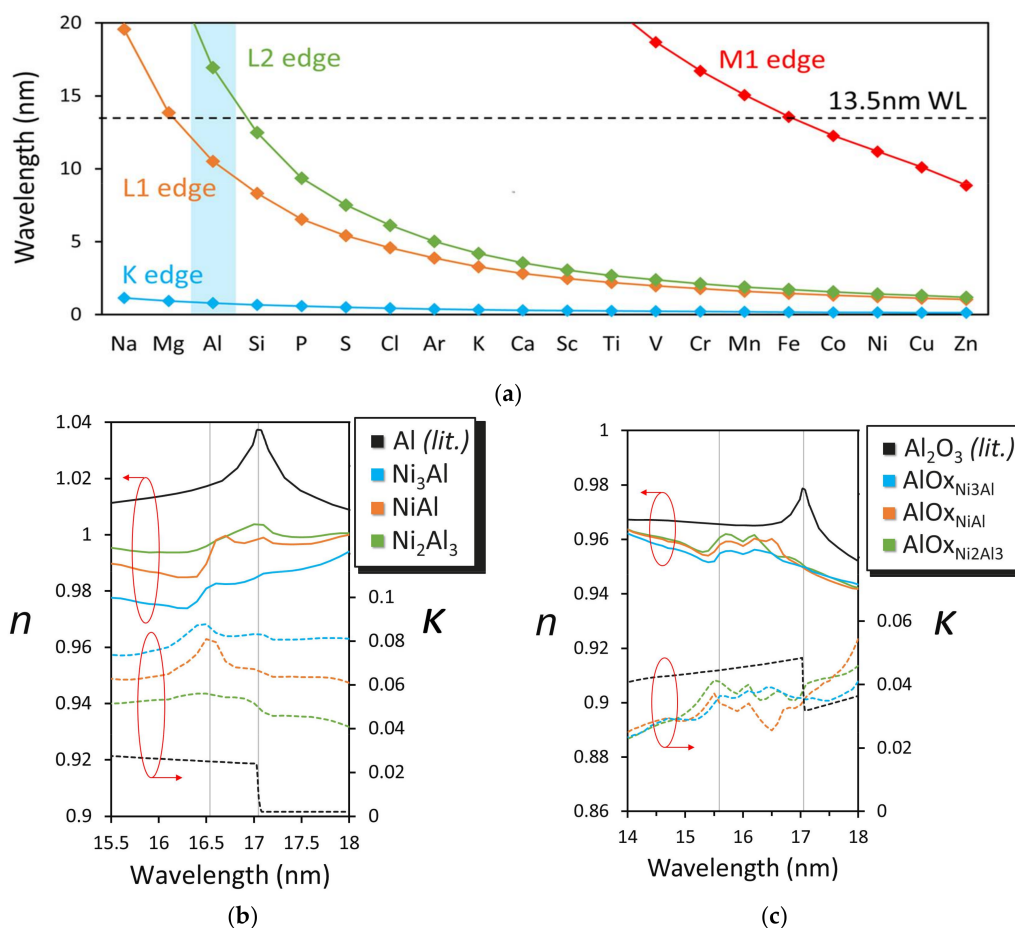 (a)
20
15
10
5
0
Wavelength (nm)
L2 edge
M1 edge
13.5nm WL
L1 edge
K edge
Na Mg Al Si P S Cl Ar K Ca Sc Ti V Cr Mn Fe Co Ni Cu Zn
1.04
1.02
1
0.98
0.96
0.94
0.92
0.9
n
0.1
0.08
0.06
0.04
0.02
0
K
Al (lit.)
Ni₃Al
NiAl
Ni₂Al₃
15.5 16 16.5 17 17.5 18
Wavelength (nm)
(b)
1
0.98
0.96
0.94
0.92
0.9
0.88
0.86
n
0.06
0.04
0.02
0
K
Al₂O₃ (lit.)
AlOx_Ni3Al
AlOx_NiAl
AlOx_Ni2Al3
14 15 16 17 18
Wavelength (nm)
(c)